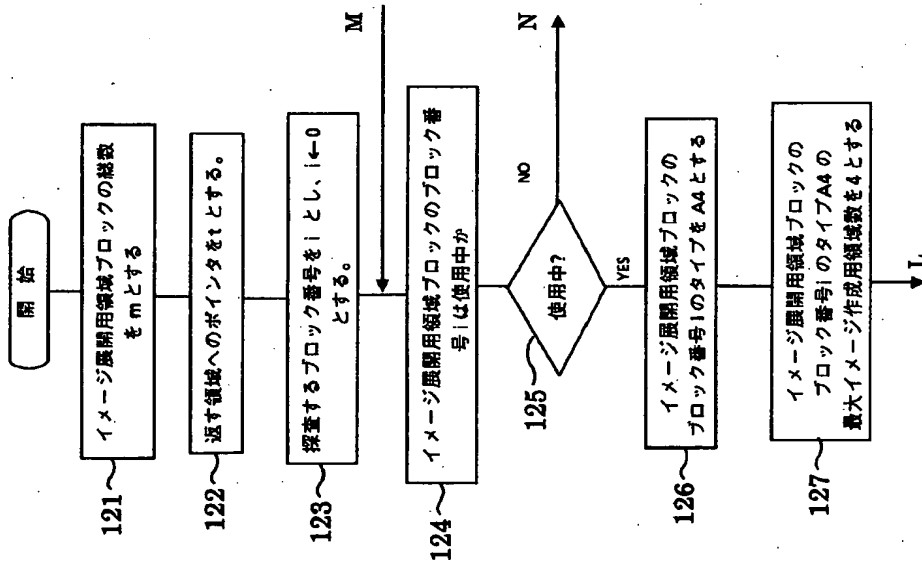 開 始
イメージ展開用領域ブロックの総数
をmとする
121
返す領域へのポインタをtとする。
122
探査するブロック番号をiとし、i←0
とする。
123
M
イメージ展開用領域ブロックのブロック番
号iは使用中か
124
使用中?
125
NO
N
YES
イメージ展開用領域ブロックの
ブロック番号iのタイプをA4とする
126
イメージ展開用領域ブロックの
ブロック番号iのタイプA4の
最大イメージ作成用領域数を4とする
127
L